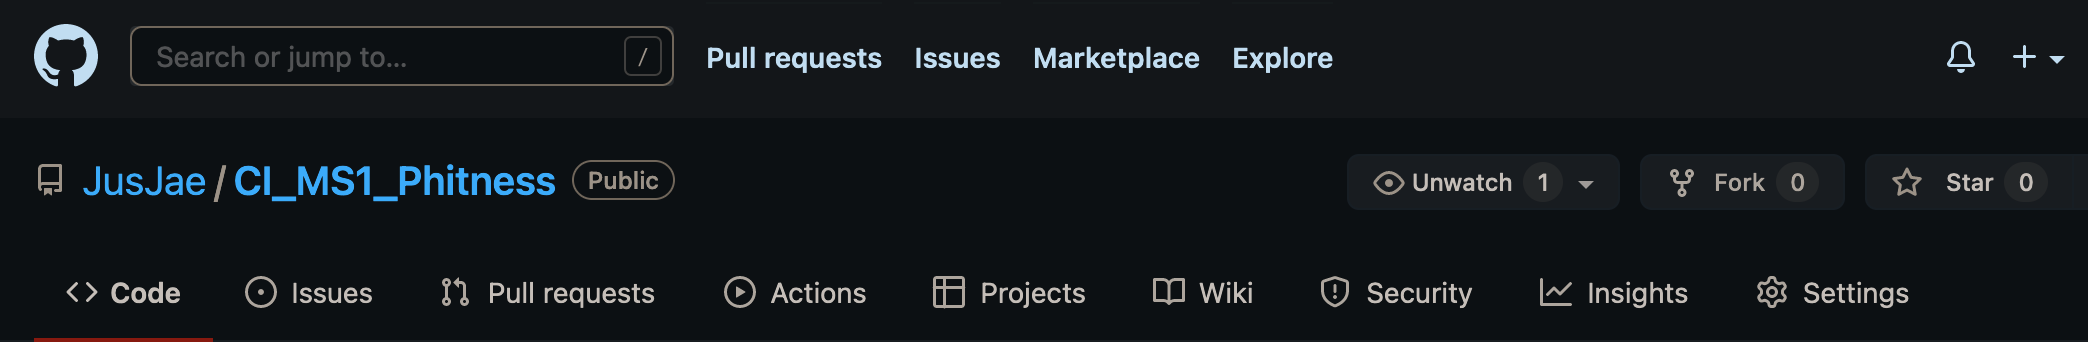 Search or jump to... / Pull requests Issues Marketplace Explore
JusJae / CI_MS1_Phitness Public Unwatch 1 Fork 0 Star 0
Code Issues Pull requests Actions Projects Wiki Security Insights Settings